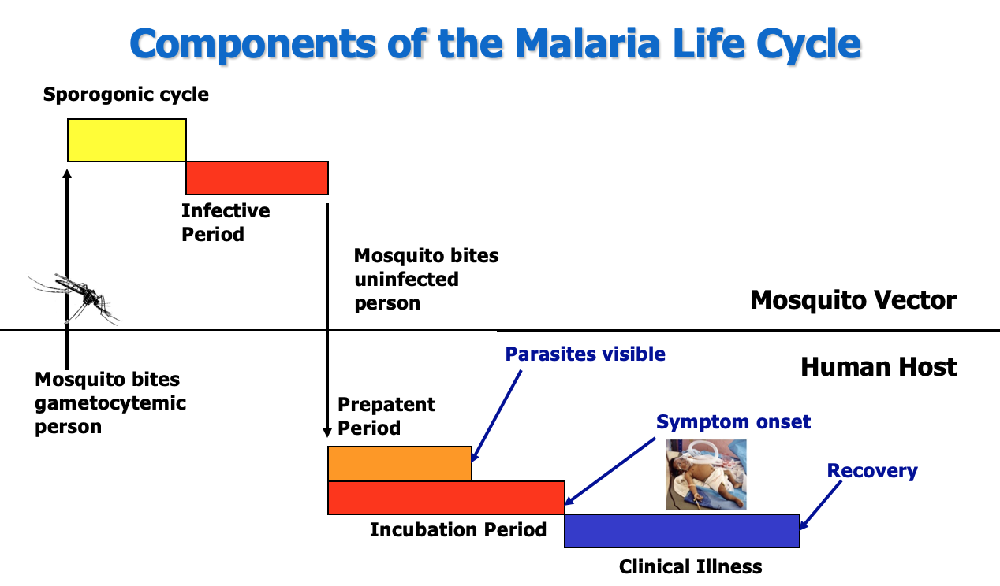 Components of the Malaria Life Cycle
Sporogonic cycle
Infective
Period
Mosquito bites
uninfected
person
Mosquito Vector
Parasites visible
Human Host
Mosquito bites
gametocytemic
person
Prepatent
Period
Symptom onset
Recovery
Incubation Period
Clinical Illness